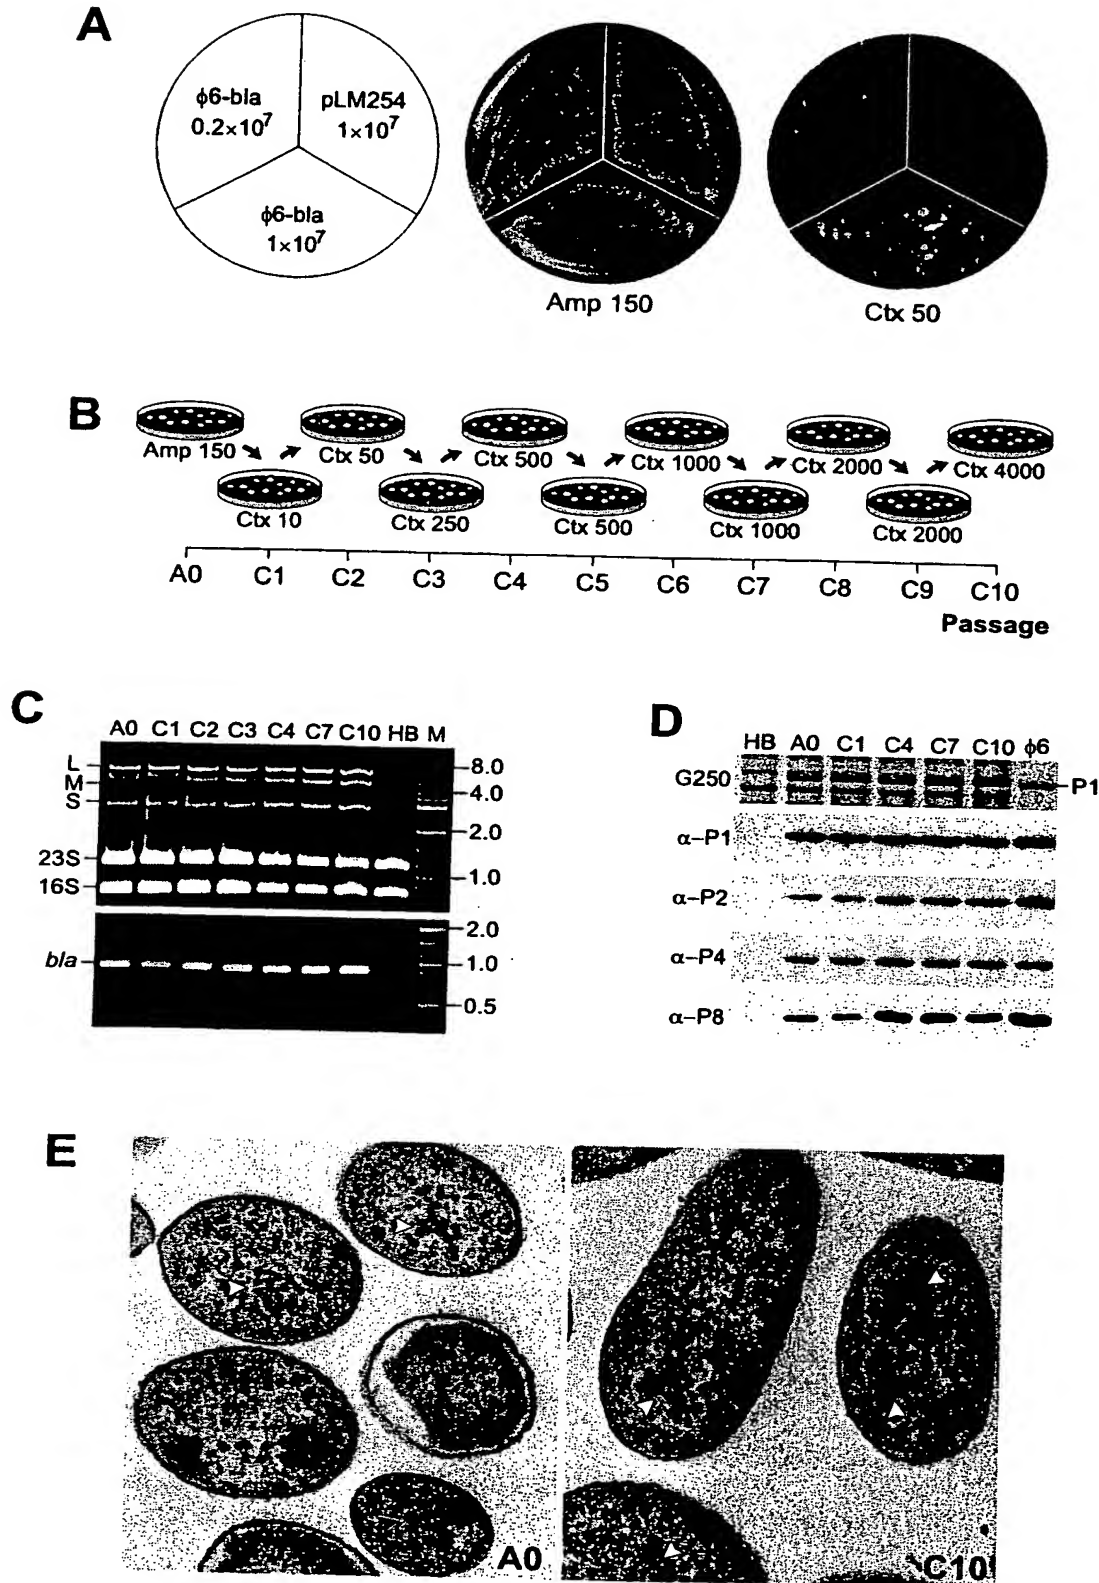 A
φ6-bla
0.2×10⁷
pLM254
1×10⁷
φ6-bla
1×10⁷
Amp 150
Ctx 50
B
Amp 150
Ctx 50
Ctx 500
Ctx 1000
Ctx 2000
Ctx 4000
Ctx 10
Ctx 250
Ctx 500
Ctx 1000
Ctx 2000
A0 C1 C2 C3 C4 C5 C6 C7 C8 C9 C10
Passage
C
A0 C1 C2 C3 C4 C7 C10 HB M
L
M
S
23S
16S
8.0
4.0
2.0
1.0
bla
2.0
1.0
0.5
D
HB A0 C1 C4 C7 C10 φ6
G250
P1
α-P1
α-P2
α-P4
α-P8
E
A0
C10